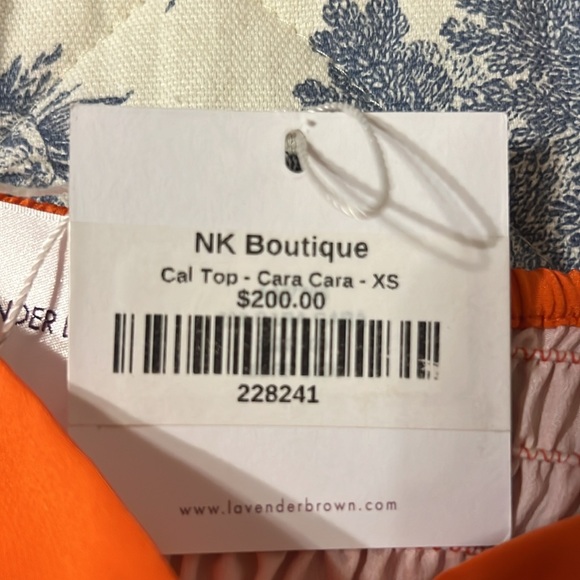 NK Boutique
Cal Top - Cara Cara - XS
$200.00
228241
www.lavenderbrown.com